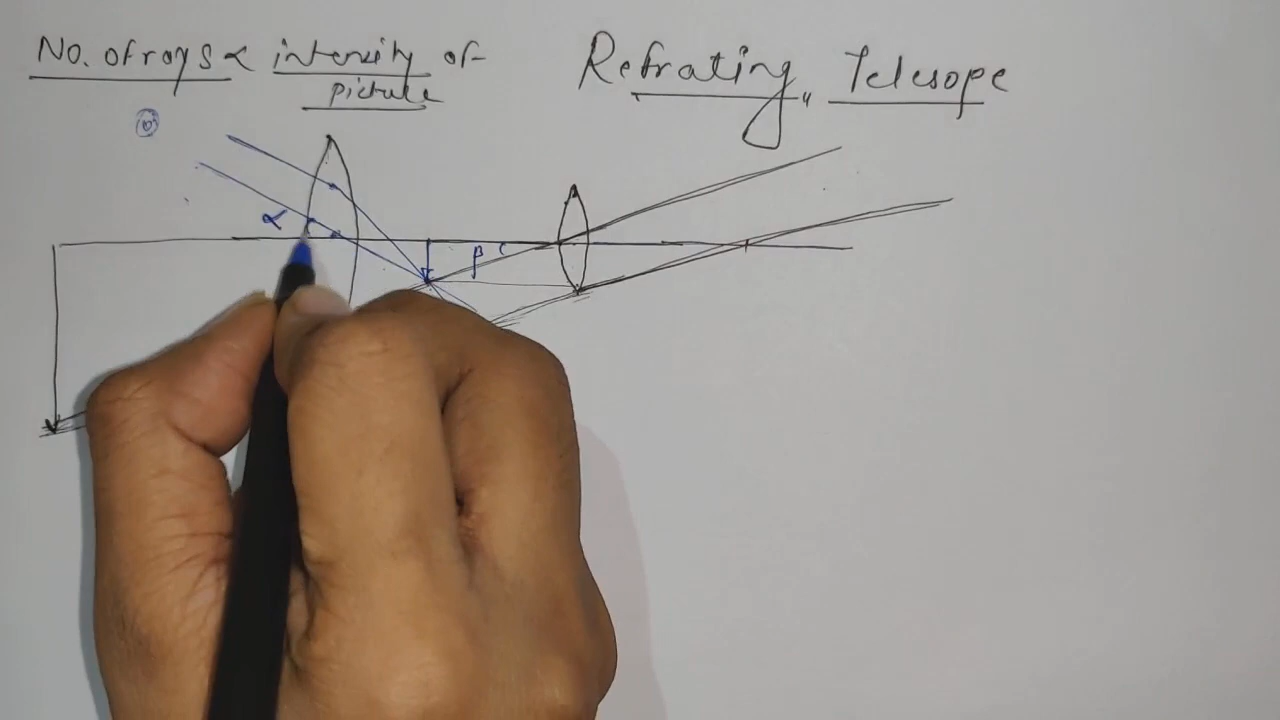 No. of rays ∝ intensity of
picture
Refrating Telesope
α
β